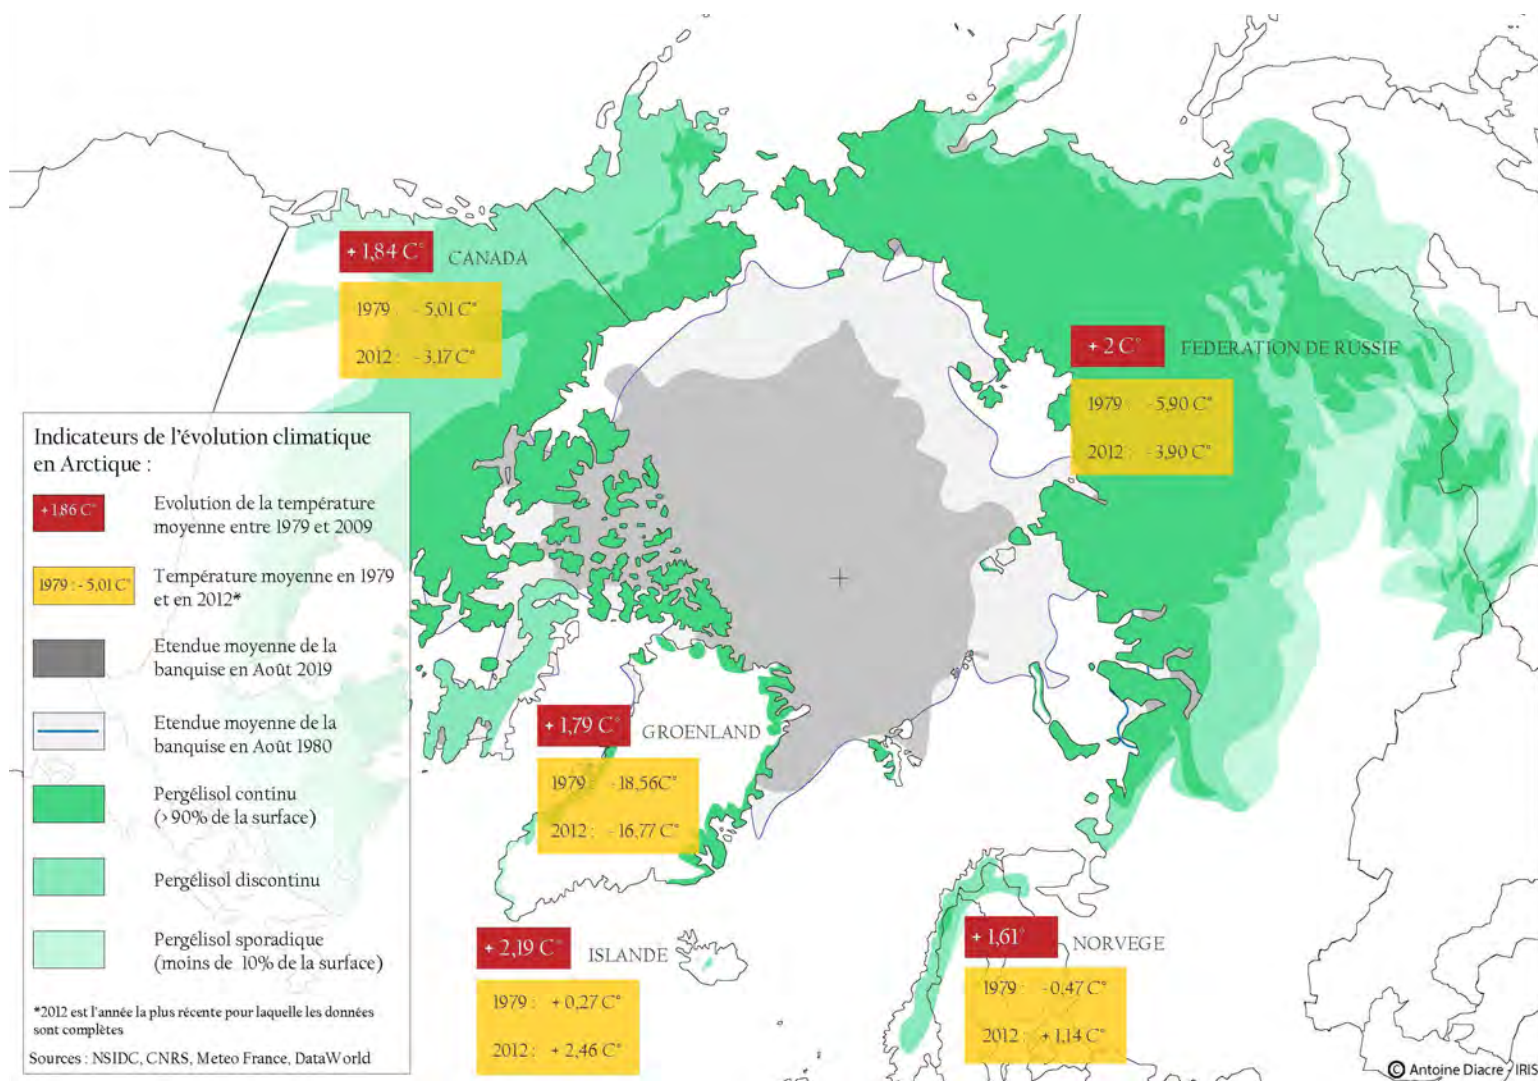 + 1,84 C°
CANADA
1979 : - 5,01 C°
2012 : - 3,17 C°
+ 2 C°
FEDERATION DE RUSSIE
1979 : - 5,90 C°
2012 : - 3,90 C°
Indicateurs de l'évolution climatique
en Arctique :
+1,86 C°
Evolution de la température
moyenne entre 1979 et 2009
1979 : - 5,01 C°
Température moyenne en 1979
et en 2012*
Etendue moyenne de la
banquise en Août 2019
Etendue moyenne de la
banquise en Août 1980
Pergélisol continu
(>90% de la surface)
Pergélisol discontinu
Pergélisol sporadique
(moins de 10% de la surface)
*2012 est l'année la plus récente pour laquelle les données
sont complètes
Sources : NSIDC, CNRS, Meteo France, DataWorld
+ 1,79 C°
GROENLAND
1979 : - 18,56C°
2012 : - 16,77 C°
+ 2,19 C°
ISLANDE
1979 : + 0,27 C°
2012 : + 2,46 C°
+ 1,61°
NORVEGE
1979 : - 0,47 C°
2012 : + 1,14 C°
© Antoine Diacre - IRIS